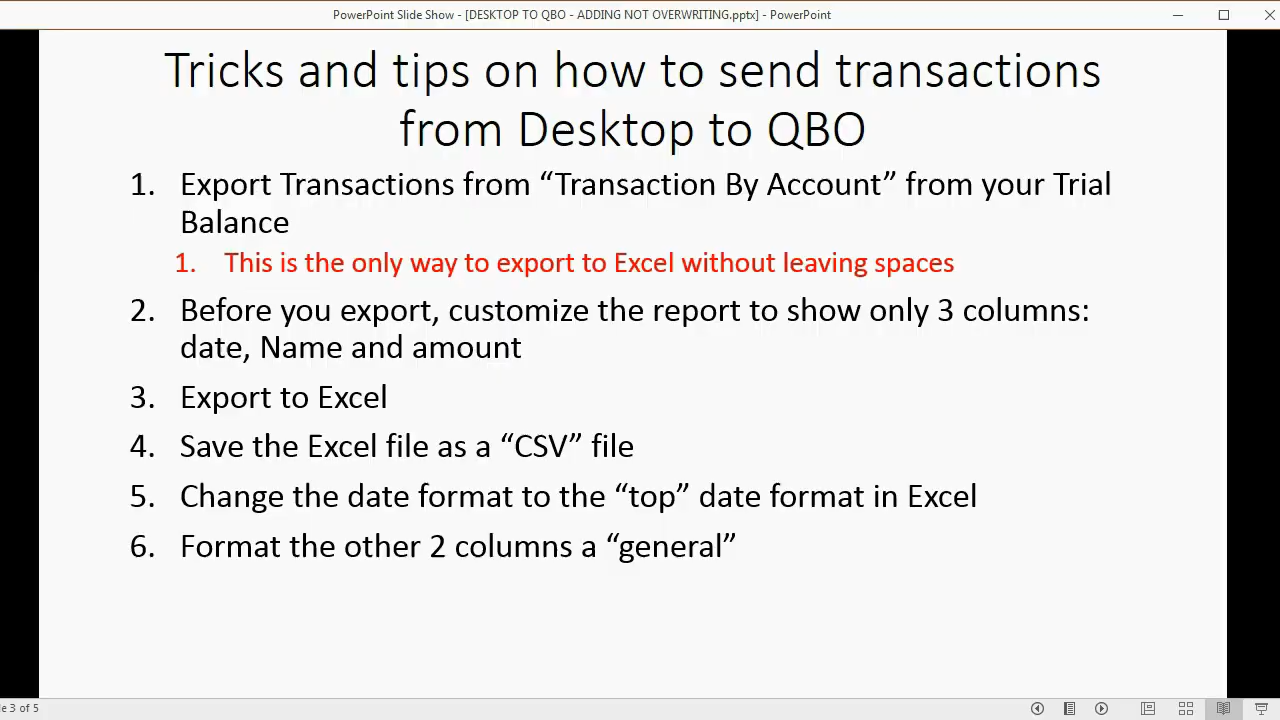 PowerPoint Slide Show - [DESKTOP TO QBO - ADDING NOT OVERWRITING.pptx] - PowerPoint
Tricks and tips on how to send transactions
from Desktop to QBO
1. Export Transactions from “Transaction By Account” from your Trial
Balance
1. This is the only way to export to Excel without leaving spaces
2. Before you export, customize the report to show only 3 columns:
date, Name and amount
3. Export to Excel
4. Save the Excel file as a “CSV” file
5. Change the date format to the “top” date format in Excel
6. Format the other 2 columns a “general”
le 3 of 5